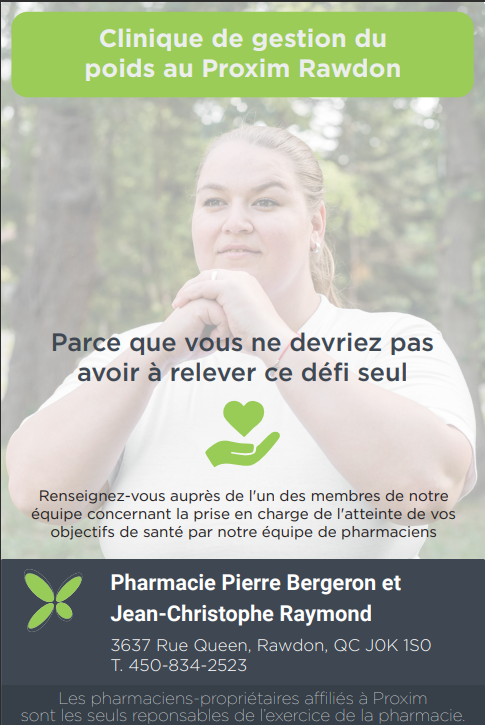 Clinique de gestion du
poids au Proxim Rawdon
Parce que vous ne devriez pas
avoir à relever ce défi seul
Renseignez-vous auprès de l'un des membres de notre
équipe concernant la prise en charge de l'atteinte de vos
objectifs de santé par notre équipe de pharmaciens
Pharmacie Pierre Bergeron et
Jean-Christophe Raymond
3637 Rue Queen, Rawdon, QC J0K 1S0
T. 450-834-2523
Les pharmaciens-propriétaires affiliés à Proxim
sont les seuls reponsables de l'exercice de la pharmacie.